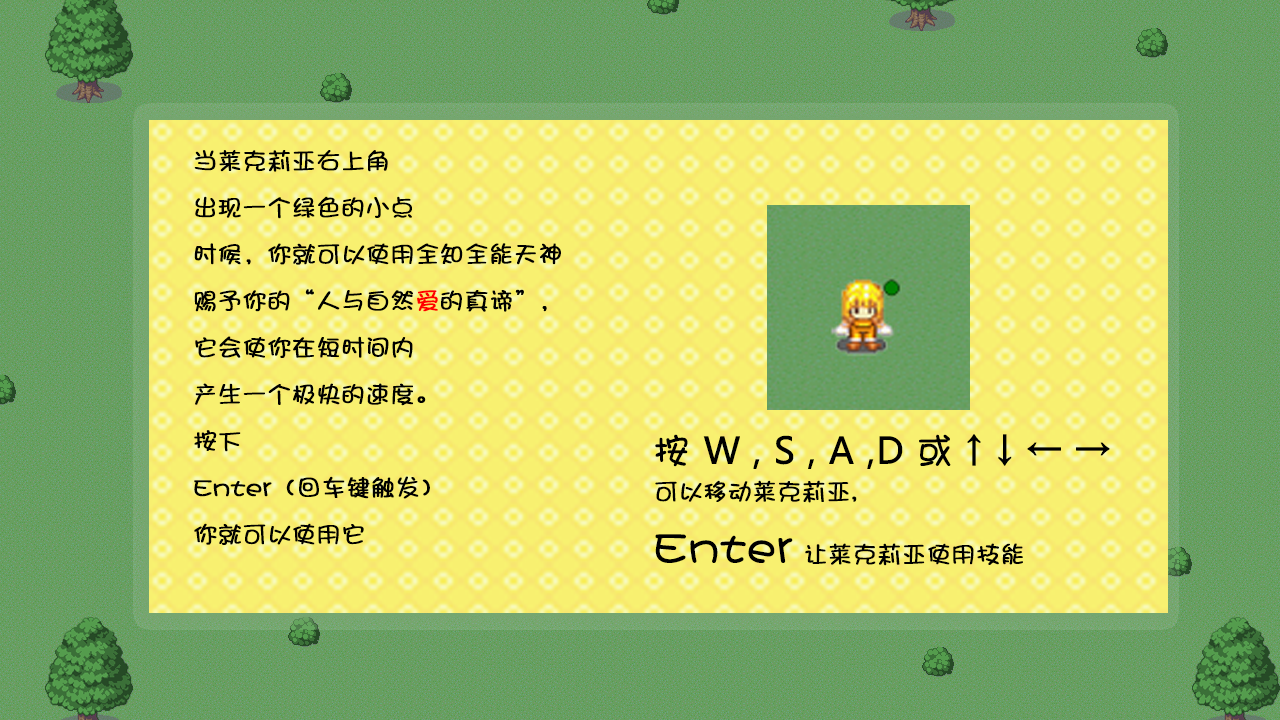 当莱克莉亚右上角
出现一个绿色的小点
时候，你就可以使用全知全能天神
赐予你的“人与自然爱的真谛”，
它会使你在短时间内
产生一个极快的速度。
按下
Enter（回车键触发）
你就可以使用它
按 W , S , A ,D 或↑↓← →
可以移动莱克莉亚,
Enter 让莱克莉亚使用技能